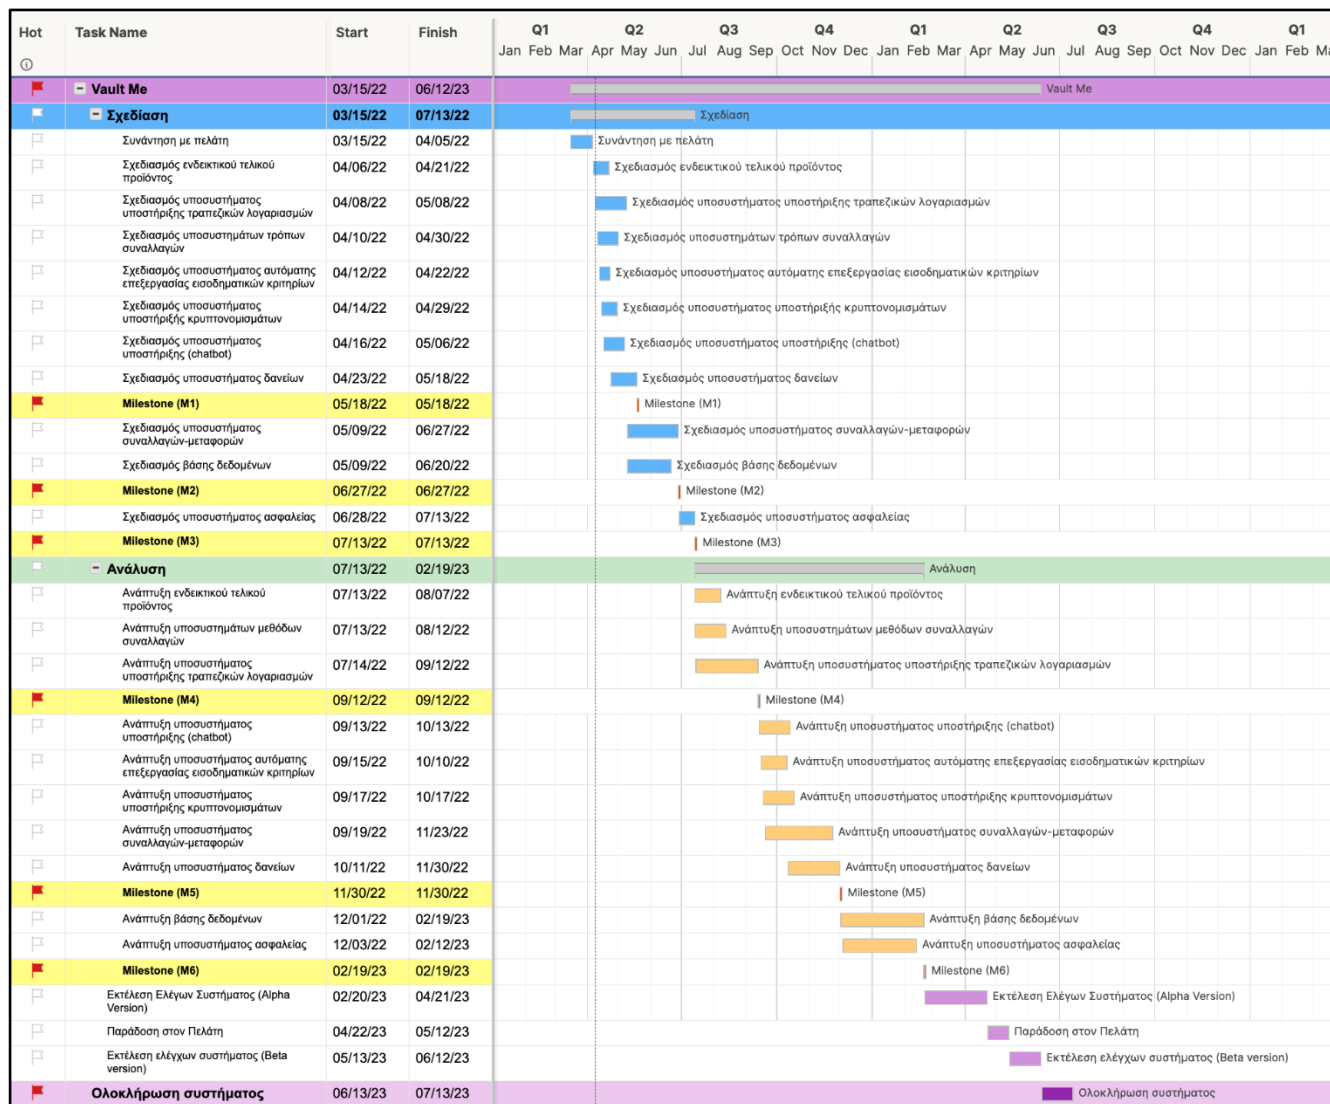 Hot Task Name Start Finish Q1 Q2 Q3 Q4 Q1 Q2 Q3 Q4 Q1
Jan Feb Mar Apr May Jun Jul Aug Sep Oct Nov Dec Jan Feb Mar Apr May Jun Jul Aug Sep Oct Nov Dec Jan Feb Ma
Vault Me 03/15/22 06/12/23 Vault Me
Σχεδίαση 03/15/22 07/13/22 Σχεδίαση
Συνάντηση με πελάτη 03/15/22 04/05/22 Συνάντηση με πελάτη
Σχεδιασμός ενδεικτικού τελικού
προϊόντος 04/06/22 04/21/22 Σχεδιασμός ενδεικτικού τελικού προϊόντος
Σχεδιασμός υποσυστήματος
υποστήριξης τραπεζικών λογαριασμών 04/08/22 05/08/22 Σχεδιασμός υποσυστήματος υποστήριξης τραπεζικών λογαριασμών
Σχεδιασμός υποσυστημάτων τρόπων
συναλλαγών 04/10/22 04/30/22 Σχεδιασμός υποσυστημάτων τρόπων συναλλαγών
Σχεδιασμός υποσυστήματος αυτόματης
επεξεργασίας εισοδηματικών κριτηρίων 04/12/22 04/22/22 Σχεδιασμός υποσυστήματος αυτόματης επεξεργασίας εισοδηματικών κριτηρίων
Σχεδιασμός υποσυστήματος
υποστήριξής κρυπτονομισμάτων 04/14/22 04/29/22 Σχεδιασμός υποσυστήματος υποστήριξής κρυπτονομισμάτων
Σχεδιασμός υποσυστήματος
υποστήριξης (chatbot) 04/16/22 05/06/22 Σχεδιασμός υποσυστήματος υποστήριξης (chatbot)
Σχεδιασμός υποσυστήματος δανείων 04/23/22 05/18/22 Σχεδιασμός υποσυστήματος δανείων
Milestone (M1) 05/18/22 05/18/22 Milestone (M1)
Σχεδιασμός υποσυστήματος
συναλλαγών-μεταφορών 05/09/22 06/27/22 Σχεδιασμός υποσυστήματος συναλλαγών-μεταφορών
Σχεδιασμός βάσης δεδομένων 05/09/22 06/20/22 Σχεδιασμός βάσης δεδομένων
Milestone (M2) 06/27/22 06/27/22 Milestone (M2)
Σχεδιασμός υποσυστήματος ασφαλείας 06/28/22 07/13/22 Σχεδιασμός υποσυστήματος ασφαλείας
Milestone (M3) 07/13/22 07/13/22 Milestone (M3)
Ανάλυση 07/13/22 02/19/23 Ανάλυση
Ανάπτυξη ενδεικτικού τελικού
προϊόντος 07/13/22 08/07/22 Ανάπτυξη ενδεικτικού τελικού προϊόντος
Ανάπτυξη υποσυστημάτων μεθόδων
συναλλαγών 07/13/22 08/12/22 Ανάπτυξη υποσυστημάτων μεθόδων συναλλαγών
Ανάπτυξη υποσυστήματος
υποστήριξης τραπεζικών λογαριασμών 07/14/22 09/12/22 Ανάπτυξη υποσυστήματος υποστήριξης τραπεζικών λογαριασμών
Milestone (M4) 09/12/22 09/12/22 Milestone (M4)
Ανάπτυξη υποσυστήματος
υποστήριξης (chatbot) 09/13/22 10/13/22 Ανάπτυξη υποσυστήματος υποστήριξης (chatbot)
Ανάπτυξη υποσυστήματος αυτόματης
επεξεργασίας εισοδηματικών κριτηρίων 09/15/22 10/10/22 Ανάπτυξη υποσυστήματος αυτόματης επεξεργασίας εισοδηματικών κριτηρίων
Ανάπτυξη υποσυστήματος
υποστήριξης κρυπτονομισμάτων 09/17/22 10/17/22 Ανάπτυξη υποσυστήματος υποστήριξης κρυπτονομισμάτων
Ανάπτυξη υποσυστήματος
συναλλαγών-μεταφορών 09/19/22 11/23/22 Ανάπτυξη υποσυστήματος συναλλαγών-μεταφορών
Ανάπτυξη υποσυστήματος δανείων 10/11/22 11/30/22 Ανάπτυξη υποσυστήματος δανείων
Milestone (M5) 11/30/22 11/30/22 Milestone (M5)
Ανάπτυξη βάσης δεδομένων 12/01/22 02/19/23 Ανάπτυξη βάσης δεδομένων
Ανάπτυξη υποσυστήματος ασφαλείας 12/03/22 02/12/23 Ανάπτυξη υποσυστήματος ασφαλείας
Milestone (M6) 02/19/23 02/19/23 Milestone (M6)
Εκτέλεση Ελέγων Συστήματος (Alpha
Version) 02/20/23 04/21/23 Εκτέλεση Ελέγων Συστήματος (Alpha Version)
Παράδοση στον Πελάτη 04/22/23 05/12/23 Παράδοση στον Πελάτη
Εκτέλεση ελέγχων συστήματος (Beta
version) 05/13/23 06/12/23 Εκτέλεση ελέγχων συστήματος (Beta version)
Ολοκλήρωση συστήματος 06/13/23 07/13/23 Ολοκλήρωση συστήματος